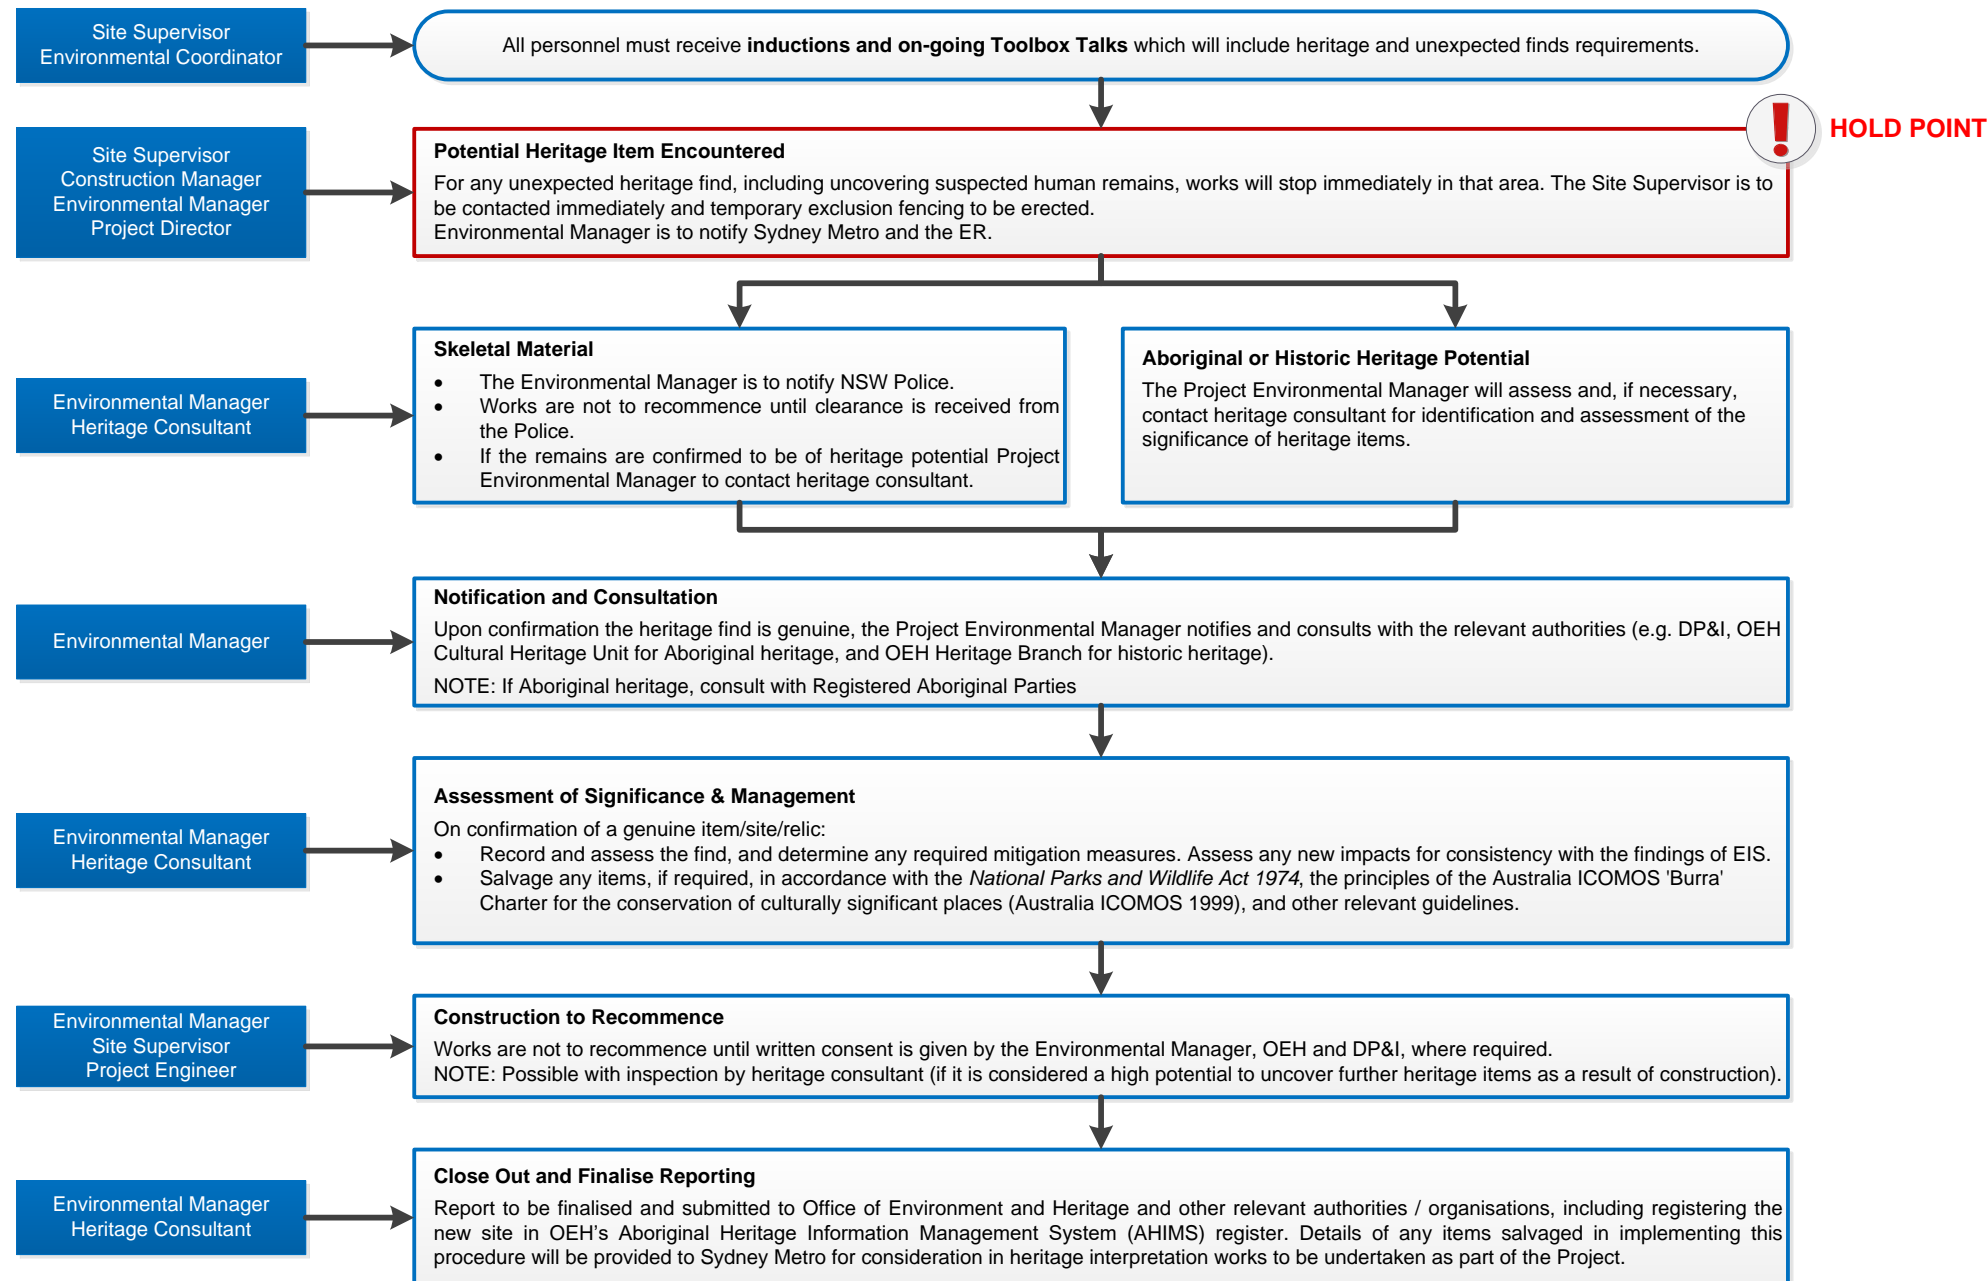 Site Supervisor
Environmental Coordinator
All personnel must receive inductions and on-going Toolbox Talks which will include heritage and unexpected finds requirements.
HOLD POINT
Site Supervisor
Construction Manager
Environmental Manager
Project Director
Potential Heritage Item Encountered
For any unexpected heritage find, including uncovering suspected human remains, works will stop immediately in that area. The Site Supervisor is to
be contacted immediately and temporary exclusion fencing to be erected.
Environmental Manager is to notify Sydney Metro and the ER.
Environmental Manager
Heritage Consultant
Skeletal Material
• The Environmental Manager is to notify NSW Police.
• Works are not to recommence until clearance is received from
the Police.
• If the remains are confirmed to be of heritage potential Project
Environmental Manager to contact heritage consultant.
Aboriginal or Historic Heritage Potential
The Project Environmental Manager will assess and, if necessary,
contact heritage consultant for identification and assessment of the
significance of heritage items.
Environmental Manager
Notification and Consultation
Upon confirmation the heritage find is genuine, the Project Environmental Manager notifies and consults with the relevant authorities (e.g. DP&I, OEH
Cultural Heritage Unit for Aboriginal heritage, and OEH Heritage Branch for historic heritage).
NOTE: If Aboriginal heritage, consult with Registered Aboriginal Parties
Environmental Manager
Heritage Consultant
Assessment of Significance & Management
On confirmation of a genuine item/site/relic:
• Record and assess the find, and determine any required mitigation measures. Assess any new impacts for consistency with the findings of EIS.
• Salvage any items, if required, in accordance with the National Parks and Wildlife Act 1974, the principles of the Australia ICOMOS 'Burra'
Charter for the conservation of culturally significant places (Australia ICOMOS 1999), and other relevant guidelines.
Environmental Manager
Site Supervisor
Project Engineer
Construction to Recommence
Works are not to recommence until written consent is given by the Environmental Manager, OEH and DP&I, where required.
NOTE: Possible with inspection by heritage consultant (if it is considered a high potential to uncover further heritage items as a result of construction).
Environmental Manager
Heritage Consultant
Close Out and Finalise Reporting
Report to be finalised and submitted to Office of Environment and Heritage and other relevant authorities / organisations, including registering the
new site in OEH's Aboriginal Heritage Information Management System (AHIMS) register. Details of any items salvaged in implementing this
procedure will be provided to Sydney Metro for consideration in heritage interpretation works to be undertaken as part of the Project.